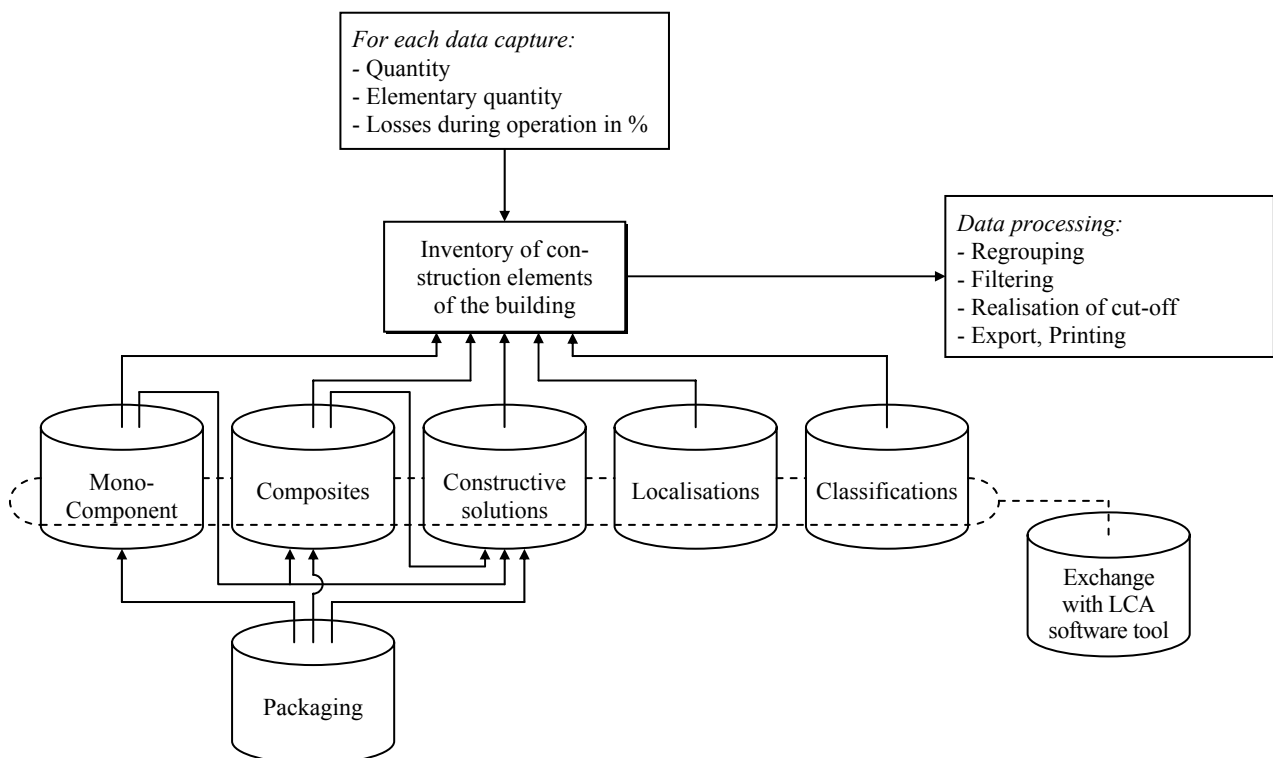 For each data capture:
- Quantity
- Elementary quantity
- Losses during operation in %
Inventory of con-
struction elements
of the building
Data processing:
- Regrouping
- Filtering
- Realisation of cut-off
- Export, Printing
Mono-
Component
Composites
Constructive
solutions
Localisations
Classifications
Exchange
with LCA
software tool
Packaging